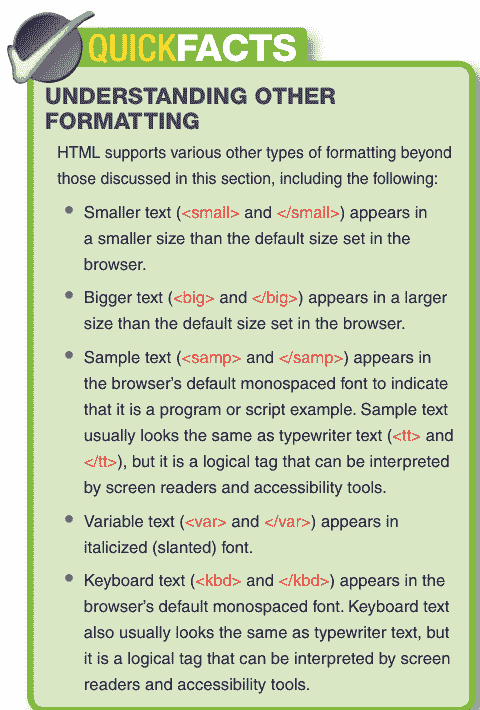 QUICKFACTS
UNDERSTANDING OTHER
FORMATTING
HTML supports various other types of formatting beyond
those discussed in this section, including the following:
• Smaller text (<small> and </small>) appears in
a smaller size than the default size set in the
browser.
• Bigger text (<big> and </big>) appears in a larger
size than the default size set in the browser.
• Sample text (<samp> and </samp>) appears in
the browser's default monospaced font to indicate
that it is a program or script example. Sample text
usually looks the same as typewriter text (<tt> and
</tt>), but it is a logical tag that can be interpreted
by screen readers and accessibility tools.
• Variable text (<var> and </var>) appears in
italicized (slanted) font.
• Keyboard text (<kbd> and </kbd>) appears in the
browser's default monospaced font. Keyboard text
also usually looks the same as typewriter text, but
it is a logical tag that can be interpreted by screen
readers and accessibility tools.